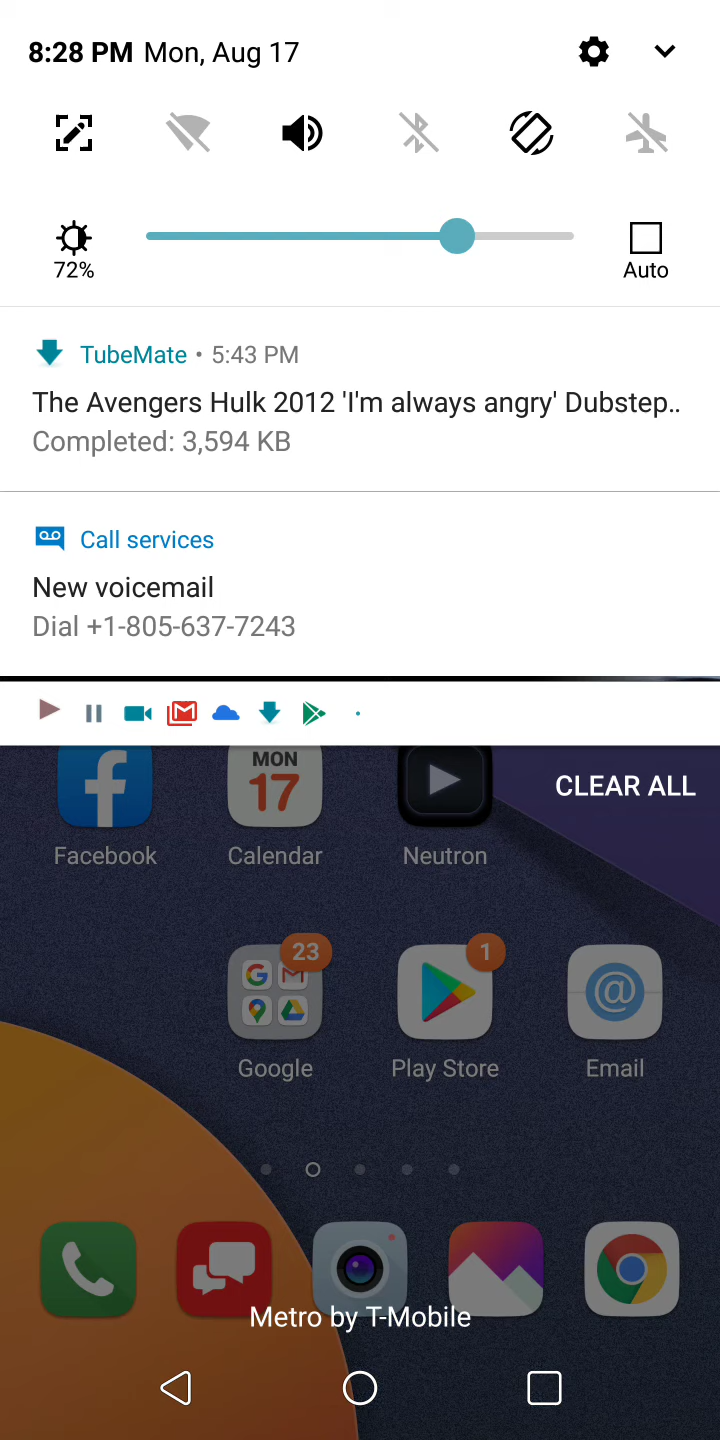 8:28 PM Mon, Aug 17
72%
Auto
TubeMate • 5:43 PM
The Avengers Hulk 2012 'I'm always angry' Dubstep..
Completed: 3,594 KB
Call services
New voicemail
Dial +1-805-637-7243
CLEAR ALL
MON
17
Facebook
Calendar
Neutron
23
1
Google
Play Store
Email
Metro by T-Mobile